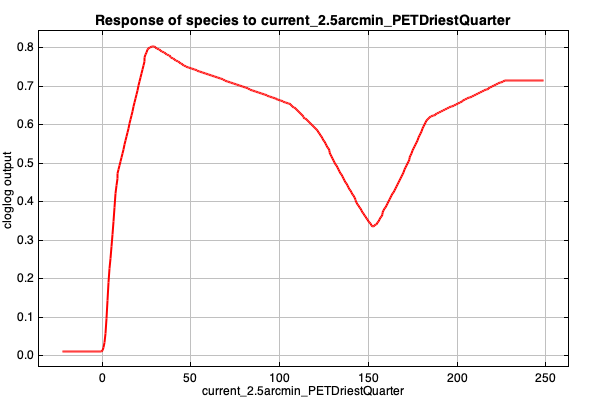 Response of species to current_2.5arcmin_PETDriestQuarter
0.8
0.7
0.6
0.5
0.4
0.3
0.2
0.1
0.0
cloglog output
0 50 100 150 200 250
current_2.5arcmin_PETDriestQuarter